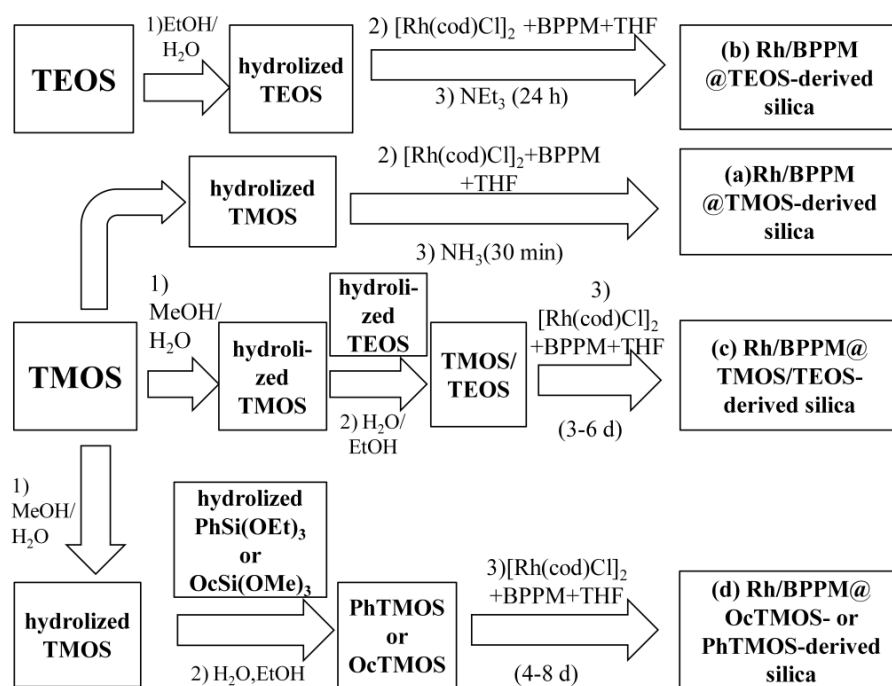 TEOS
1)EtOH/
H₂O
hydrolized
TEOS
2) [Rh(cod)Cl]₂ +BPPM+THF
3) NEt₃ (24 h)
(b) Rh/BPPM
@TEOS-derived
silica
hydrolized
TMOS
2) [Rh(cod)Cl]₂+BPPM
+THF
3) NH₃(30 min)
(a)Rh/BPPM
@TMOS-derived
silica
TMOS
1)
MeOH/
H₂O
hydroli-
zed
TMOS
hydroli-
zed
TEOS
2) H₂O/
EtOH
TMOS/
TEOS
3)
[Rh(cod)Cl]₂
+BPPM+THF
(3-6 d)
(c) Rh/BPPM@
TMOS/TEOS-
derived silica
1)
MeOH/
H₂O
hydrolized
TMOS
hydrolized
PhSi(OEt)₃
or
OcSi(OMe)₃
2) H₂O,EtOH
PhTMOS
or
OcTMOS
3)[Rh(cod)Cl]₂
+BPPM+THF
(4-8 d)
(d) Rh/BPPM@
OcTMOS- or
PhTMOS-derived
silica